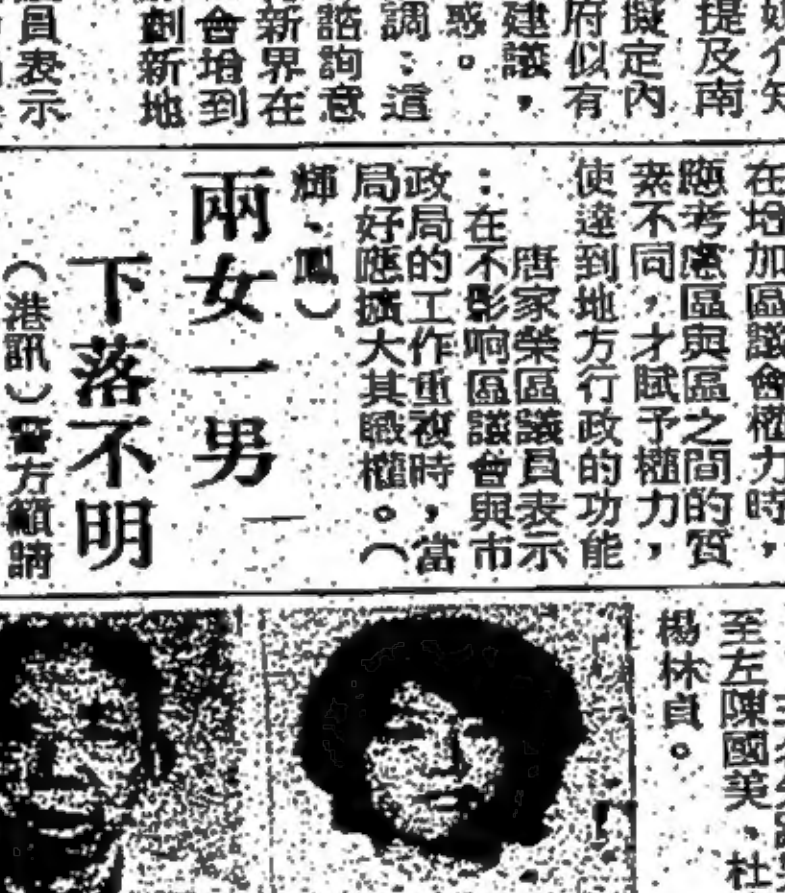 提及南
擬定內
府似有
建議，
惑。
調：這
諮詢意
新界在
會增到
劃新地
員表示
在增加區議會權力時，
應考慮區與區之間的質
素不同，才賦予權力，
使達到地方行政的功能
唐家榮區議員表示
：在不影响區議會與市
政局的工作重複時，當
局好應擴大其職權。（
輝、鳳）
兩女一男
下落不明
（港訊）警方籲請
至左陳國美、杜
楊林貞。